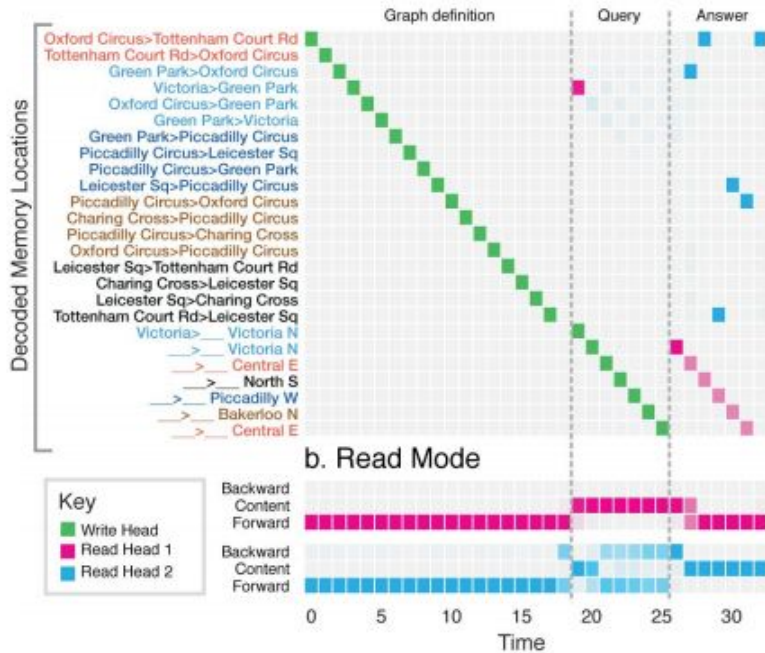 Graph definition Query Answer
Decoded Memory Locations
Oxford Circus>Tottenham Court Rd
Tottenham Court Rd>Oxford Circus
Green Park>Oxford Circus
Victoria>Green Park
Oxford Circus>Green Park
Green Park>Victoria
Green Park>Piccadilly Circus
Piccadilly Circus>Leicester Sq
Piccadilly Circus>Green Park
Leicester Sq>Piccadilly Circus
Piccadilly Circus>Oxford Circus
Charing Cross>Piccadilly Circus
Piccadilly Circus>Charing Cross
Oxford Circus>Piccadilly Circus
Leicester Sq>Tottenham Court Rd
Charing Cross>Leicester Sq
Leicester Sq>Charing Cross
Tottenham Court Rd>Leicester Sq
Victoria>___ Victoria N
___>___ Victoria N
___>___ Central E
___>___ North S
___>___ Piccadilly W
___>___ Bakerloo N
___>___ Central E
b. Read Mode
Key
Write Head
Read Head 1
Read Head 2
Backward
Content
Forward
Backward
Content
Forward
0 5 10 15 20 25 30
Time